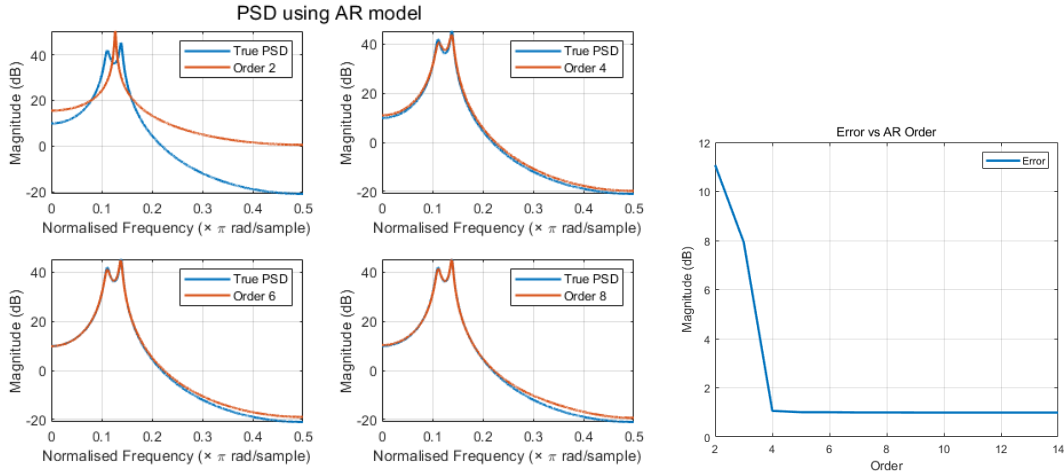 PSD using AR model
40
20
0
-20
Magnitude (dB)
True PSD
Order 2
0 0.1 0.2 0.3 0.4 0.5
Normalised Frequency (× π rad/sample)
40
20
0
-20
Magnitude (dB)
True PSD
Order 4
0 0.1 0.2 0.3 0.4 0.5
Normalised Frequency (× π rad/sample)
40
20
0
-20
Magnitude (dB)
True PSD
Order 6
0 0.1 0.2 0.3 0.4 0.5
Normalised Frequency (× π rad/sample)
40
20
0
-20
Magnitude (dB)
True PSD
Order 8
0 0.1 0.2 0.3 0.4 0.5
Normalised Frequency (× π rad/sample)
Error vs AR Order
12
10
8
6
4
2
0
Magnitude (dB)
Error
2 4 6 8 10 12 14
Order